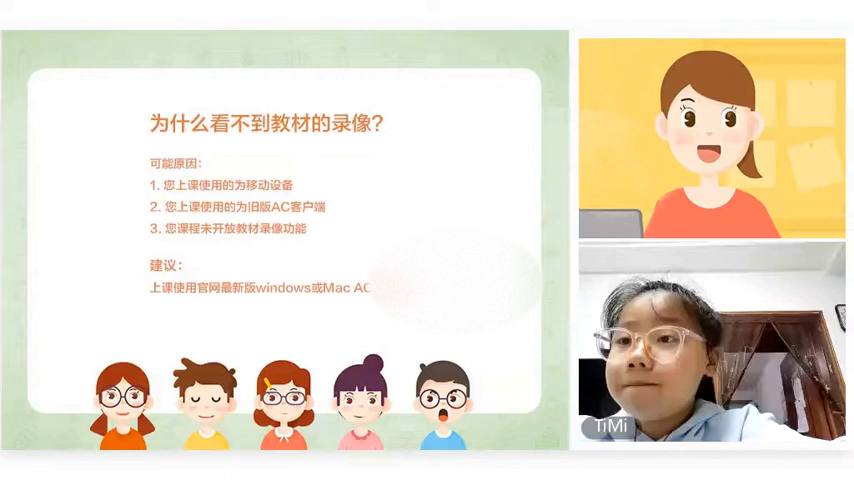 为什么看不到教材的录像?
可能原因:
1. 您上课使用的为移动设备
2. 您上课使用的为旧版AC客户端
3. 您课程未开放教材录像功能
建议:
上课使用官网最新版windows或Mac AC
TiMi